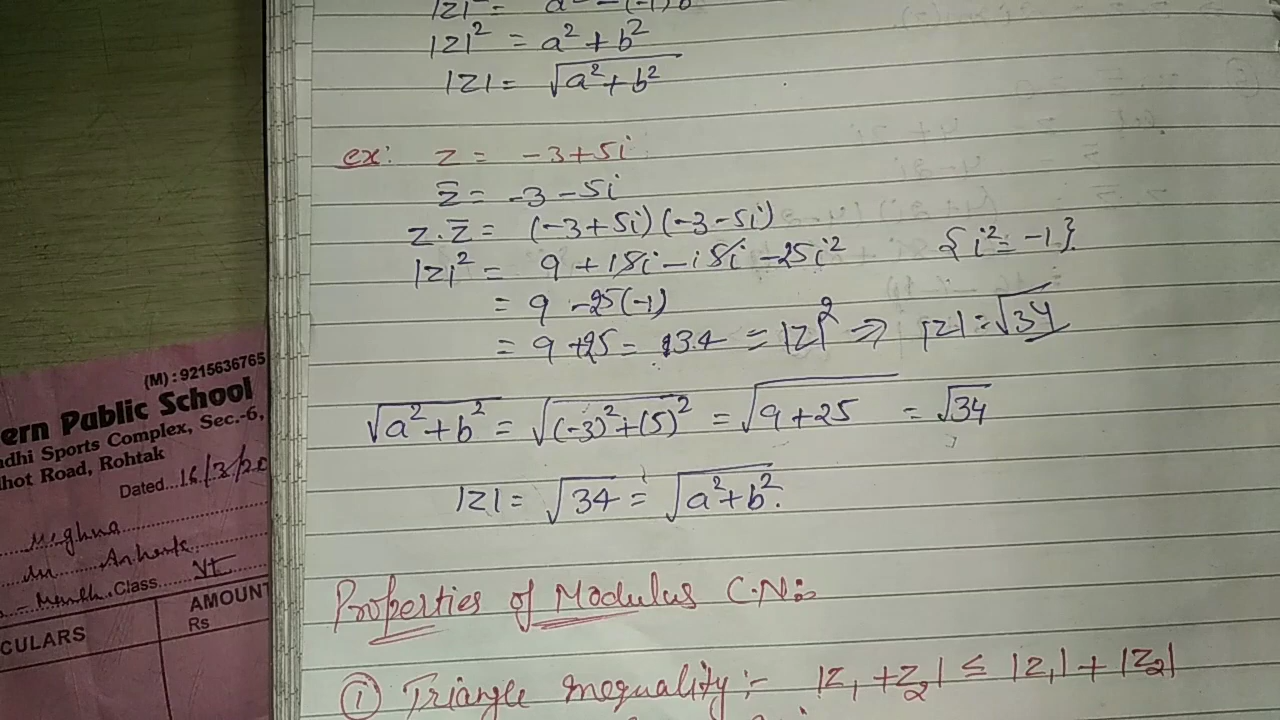 |z|² = a² + b²
|z| = √a² + b²
ex: z = -3+5i
z̄ = -3-5i
z.z̄ = (-3+5i)(-3-5i)
|z|² = 9 + 15i - 15i - 25i² {i² = -1}
= 9 - 25(-1)
= 9 + 25 = 34 = |z|² ⇒ |z| = √34
√a² + b² = √(-3)² + (5)² = √9 + 25 = √34
|z| = √34 = √a² + b².
Properties of Modulus C.N:-
① Triangle Inequality:- |z₁ + z₂| ≤ |z₁| + |z₂|
(M) : 9215636765
ern Public School
dhi Sports Complex, Sec.-6,
hot Road, Rohtak
Dated...16/3/20
Meghna
Class VI
CULARS AMOUNT
Rs